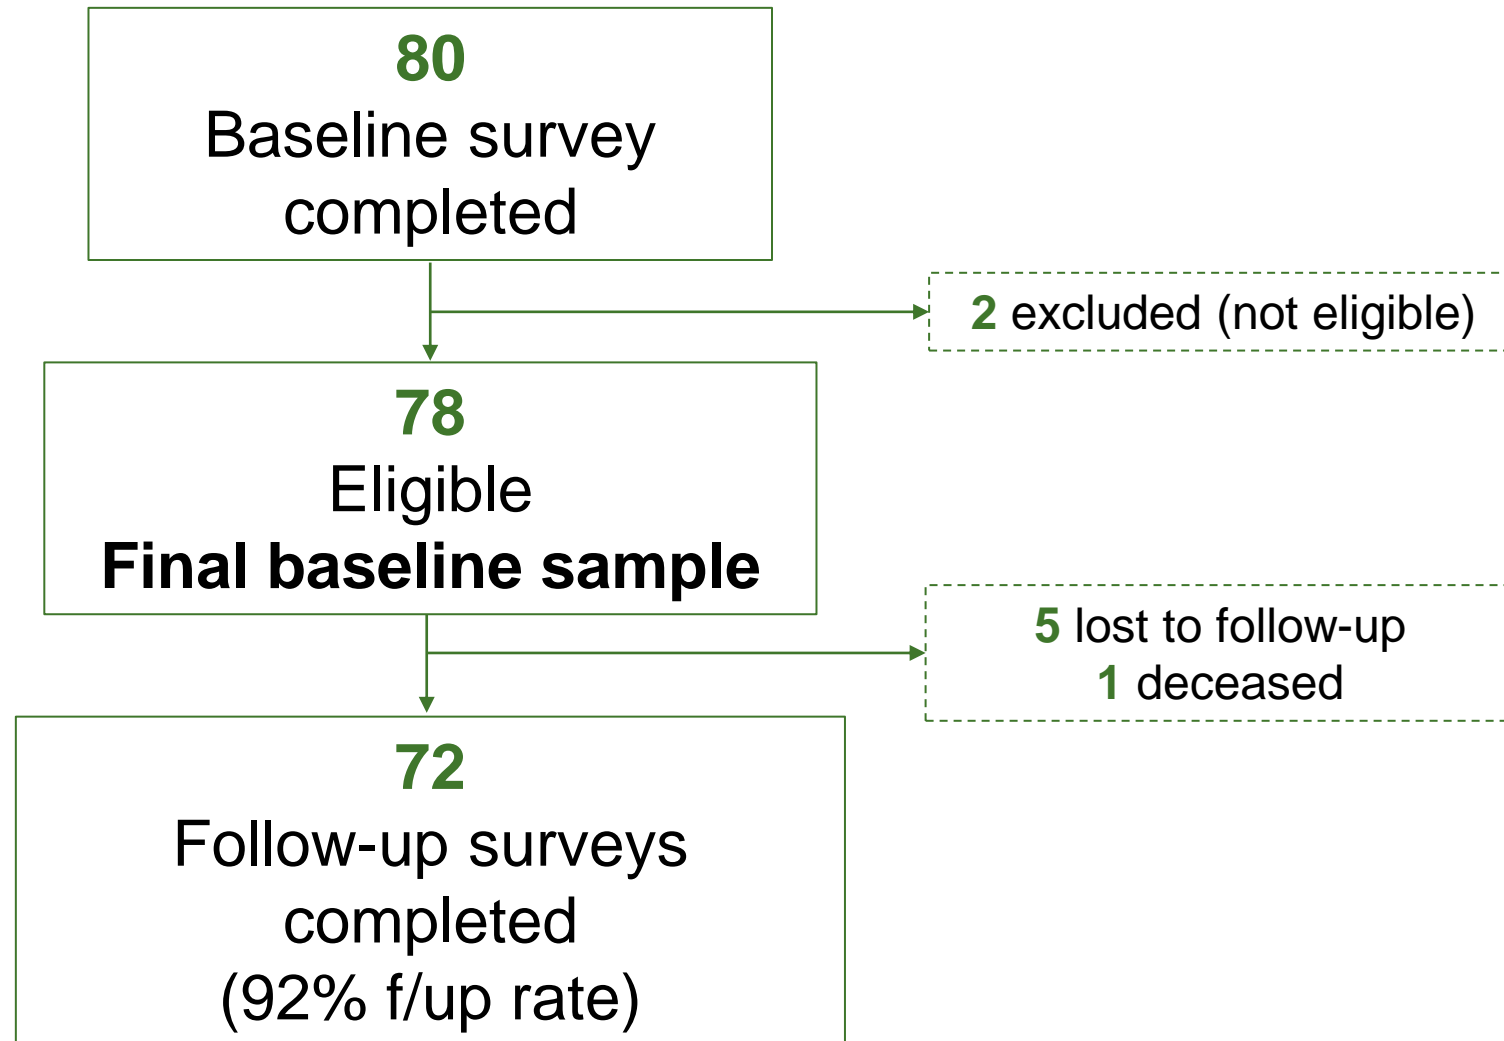 80
Baseline survey
completed
2 excluded (not eligible)
78
Eligible
Final baseline sample
5 lost to follow-up
1 deceased
72
Follow-up surveys
completed
(92% f/up rate)